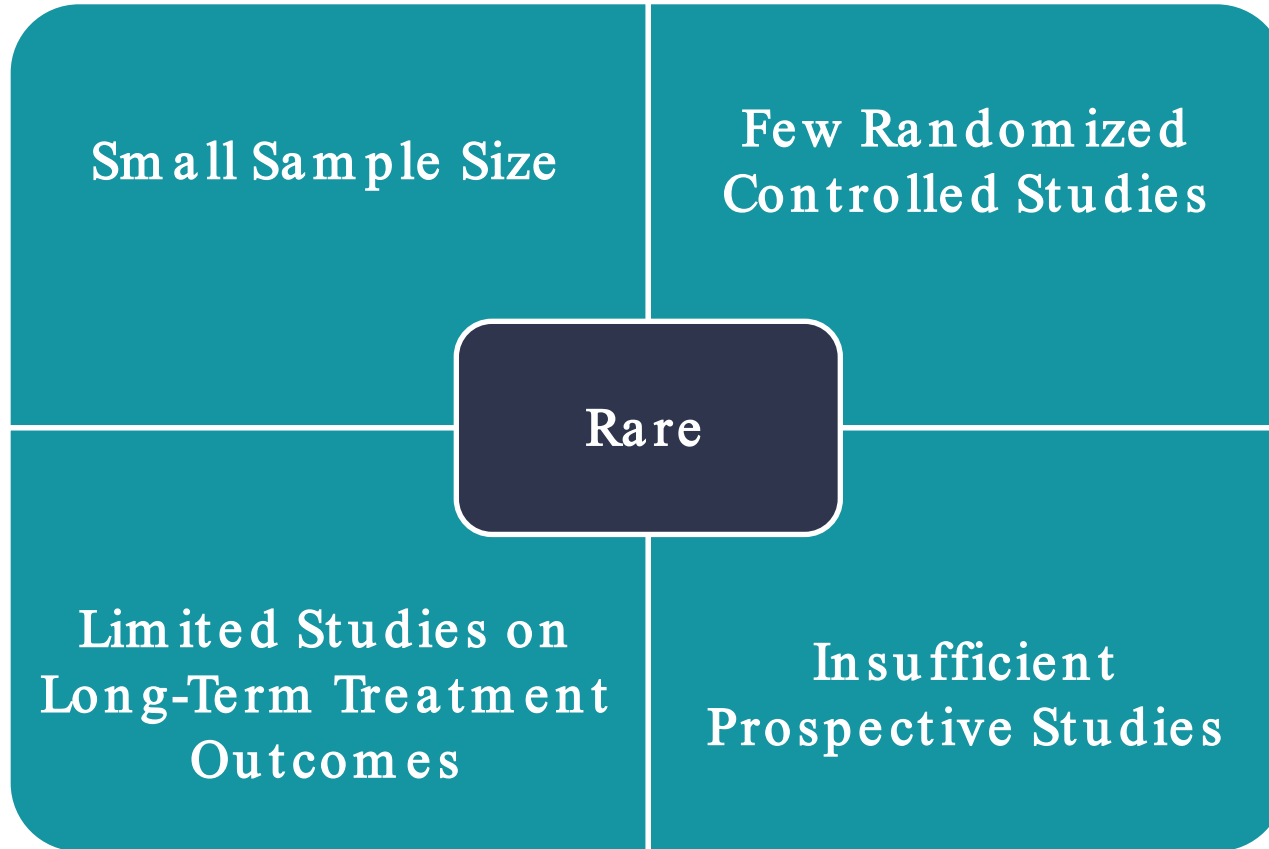 Small Sample Size
Few Randomized
Controlled Studies
Rare
Limited Studies on
Long-Term Treatment
Outcomes
Insufficient
Prospective Studies